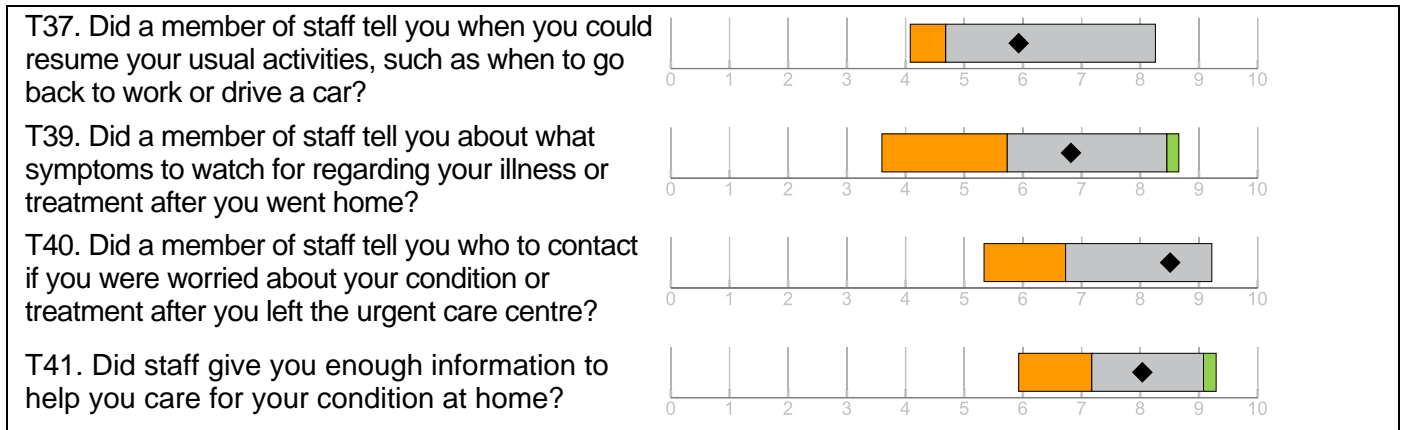 T37. Did a member of staff tell you when you could
resume your usual activities, such as when to go
back to work or drive a car?
0 1 2 3 4 5 6 7 8 9 10
T39. Did a member of staff tell you about what
symptoms to watch for regarding your illness or
treatment after you went home?
0 1 2 3 4 5 6 7 8 9 10
T40. Did a member of staff tell you who to contact
if you were worried about your condition or
treatment after you left the urgent care centre?
0 1 2 3 4 5 6 7 8 9 10
T41. Did staff give you enough information to
help you care for your condition at home?
0 1 2 3 4 5 6 7 8 9 10